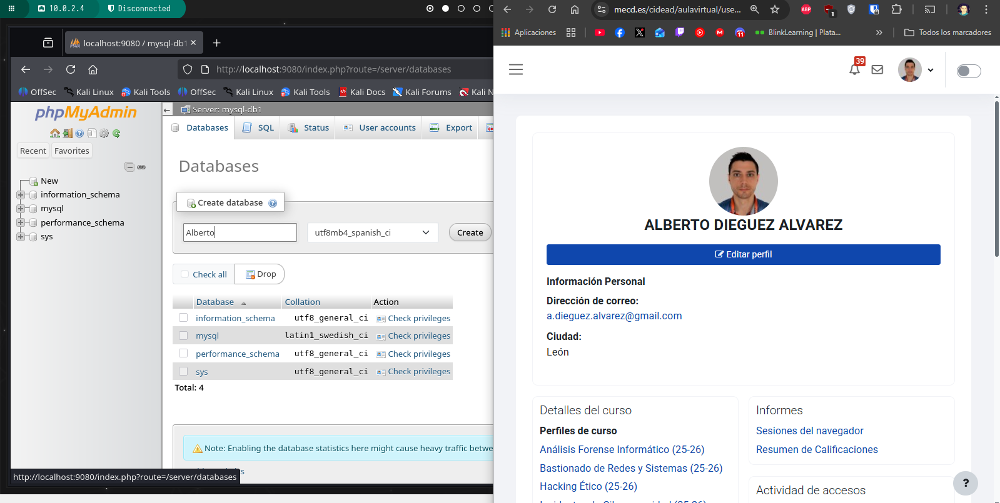 10.0.2.4
Disconnected
localhost:9080 / mysql-db1
http://localhost:9080/index.php?route=/server/databases
OffSec
Kali Linux
Kali Tools
OffSec
Kali Linux
Kali Tools
Kali Docs
Kali Forums
Kali N
phpMyAdmin
Recent
Favorites
New
information_schema
mysql
performance_schema
sys
Server: mysql-db1
Databases
SQL
Status
User accounts
Export
Databases
Create database
Alberto
utf8mb4_spanish_ci
Create
Check all
Drop
Database
Collation
Action
information_schema
utf8_general_ci
Check privileges
mysql
latin1_swedish_ci
Check privileges
performance_schema
utf8_general_ci
Check privileges
sys
utf8_general_ci
Check privileges
Total: 4
Note: Enabling the database statistics here might cause heavy traffic betwe
http://localhost:9080/index.php?route=/server/databases
mecd.es/cidead/aulavirtual/use...
ABP
1
Aplicaciones
11
BlinkLearning | Plata...
Todos los marcadores
39
ALBERTO DIEGUEZ ALVAREZ
Editar perfil
Información Personal
Dirección de correo:
a.dieguez.alvarez@gmail.com
Ciudad:
León
Detalles del curso
Perfiles de curso
Análisis Forense Informático (25-26)
Bastionado de Redes y Sistemas (25-26)
Hacking Ético (25-26)
Informes
Sesiones del navegador
Resumen de Calificaciones
Actividad de accesos
?